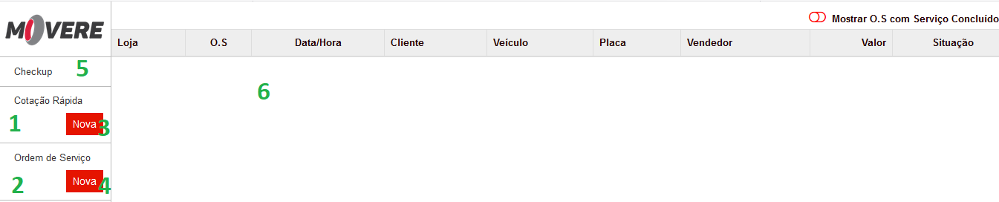 MOVERE
Mostrar O.S com Serviço Concluído
Loja O.S Data/Hora Cliente Veículo Placa Vendedor Valor Situação
Checkup 5
6
Cotação Rápida
1 Nova 3
Ordem de Serviço
2 Nova 4